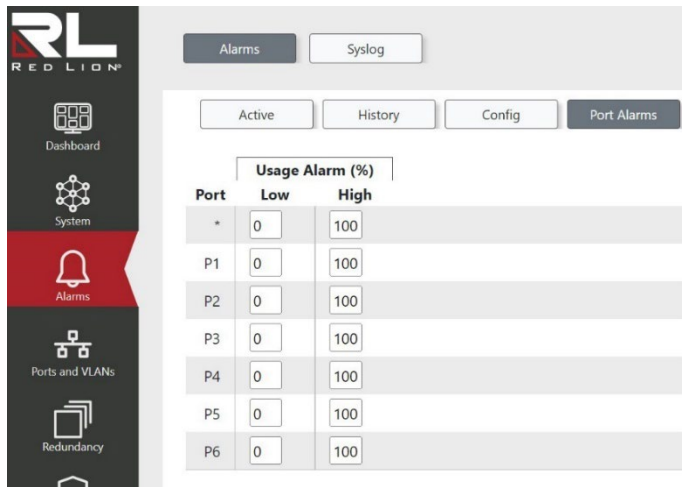 RL
RED LION®
Alarms Syslog
Active History Config Port Alarms
Dashboard
System
Alarms
Ports and VLANs
Redundancy
Usage Alarm (%)
Port Low High
* 0 100
P1 0 100
P2 0 100
P3 0 100
P4 0 100
P5 0 100
P6 0 100